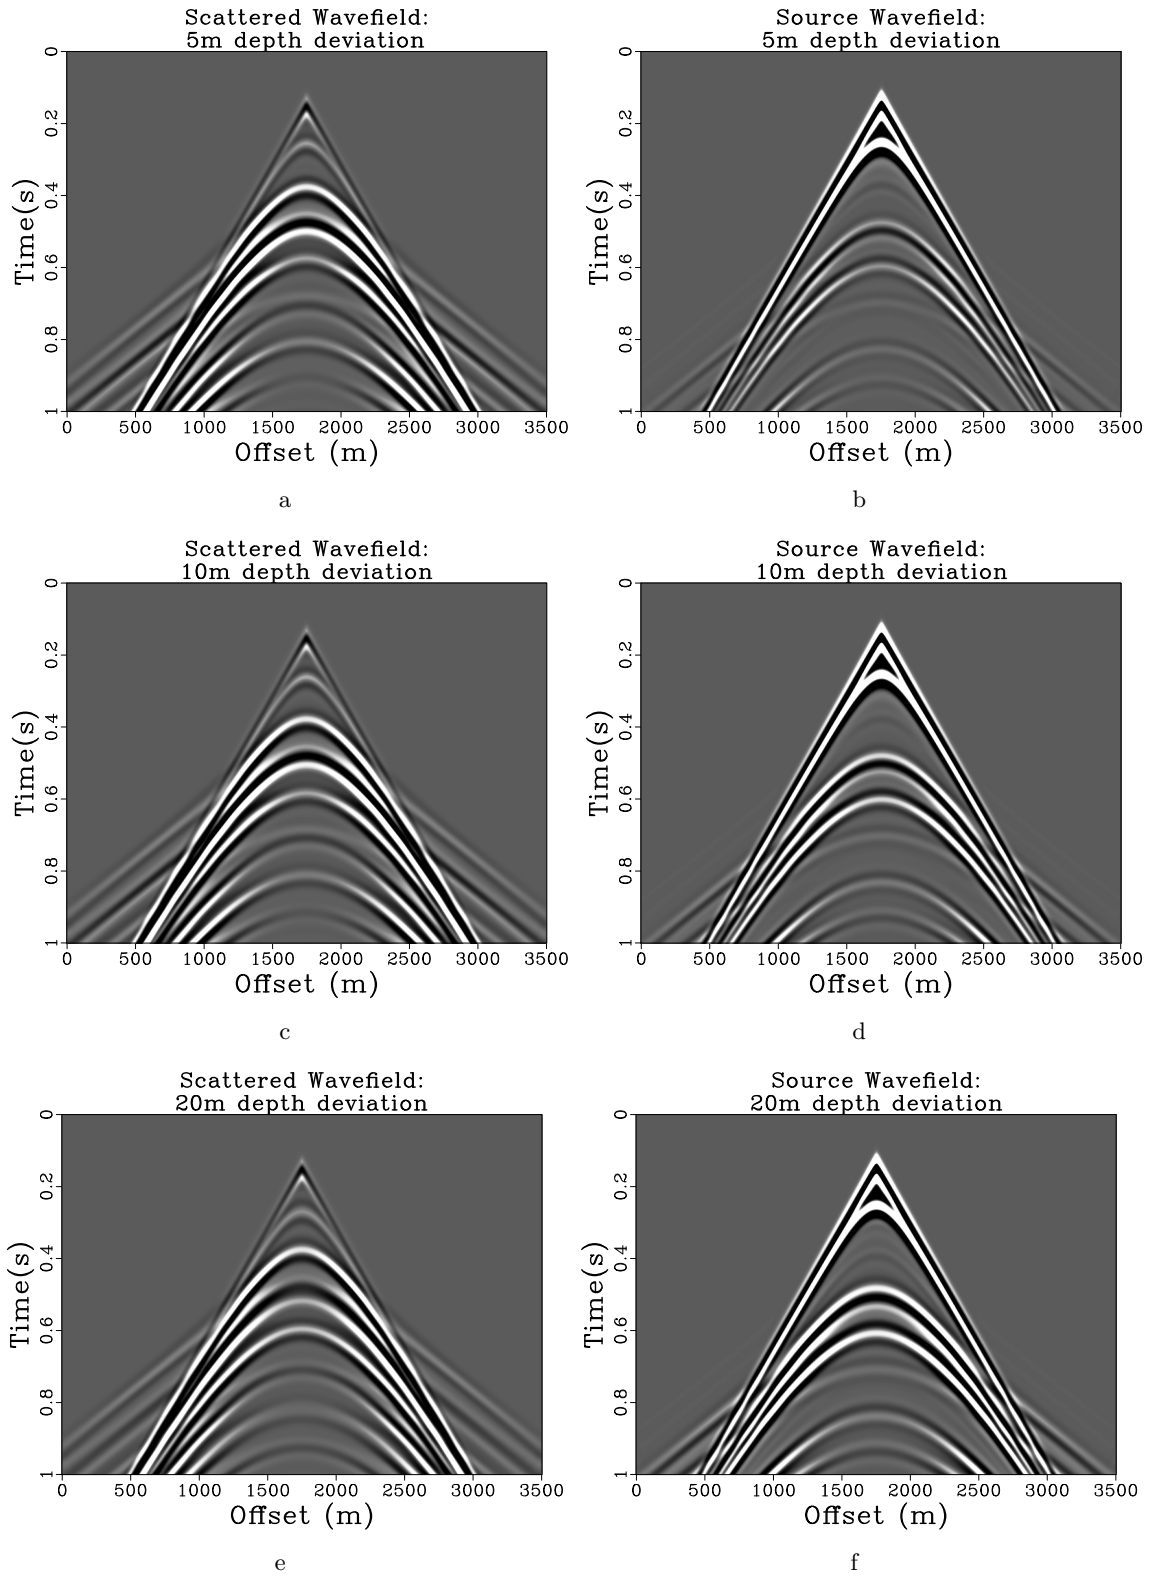 Scattered Wavefield:
5m depth deviation
0
0.2
0.4
0.6
0.8
1
Time(s)
0 500 1000 1500 2000 2500 3000 3500
Offset (m)
a
Source Wavefield:
5m depth deviation
0
0.2
0.4
0.6
0.8
1
Time(s)
0 500 1000 1500 2000 2500 3000 3500
Offset (m)
b
Scattered Wavefield:
10m depth deviation
0
0.2
0.4
0.6
0.8
1
Time(s)
0 500 1000 1500 2000 2500 3000 3500
Offset (m)
c
Source Wavefield:
10m depth deviation
0
0.2
0.4
0.6
0.8
1
Time(s)
0 500 1000 1500 2000 2500 3000 3500
Offset (m)
d
Scattered Wavefield:
20m depth deviation
0
0.2
0.4
0.6
0.8
1
Time(s)
0 500 1000 1500 2000 2500 3000 3500
Offset (m)
e
Source Wavefield:
20m depth deviation
0
0.2
0.4
0.6
0.8
1
Time(s)
0 500 1000 1500 2000 2500 3000 3500
Offset (m)
f